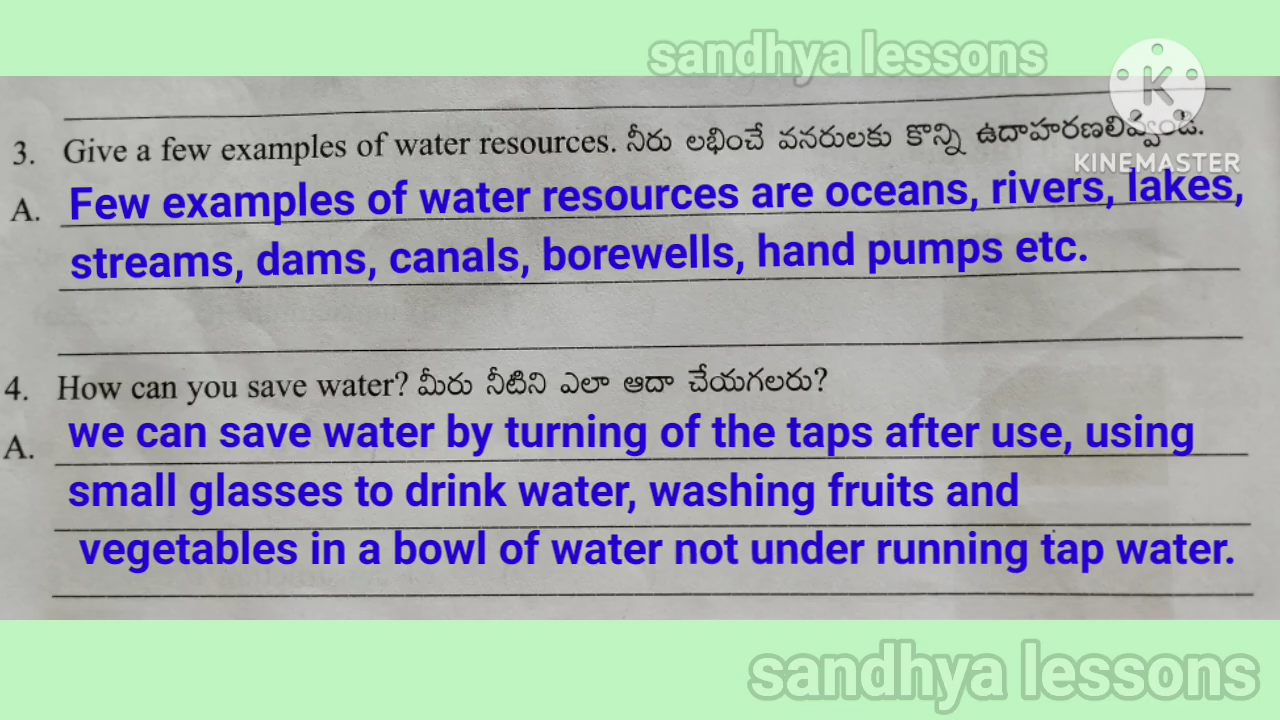 sandhya lessons
KINEMASTER
3. Give a few examples of water resources. నీరు లభించే వనరులకు కొన్ని ఉదాహరణలివ్వండి.
A. Few examples of water resources are oceans, rivers, lakes,
streams, dams, canals, borewells, hand pumps etc.
4. How can you save water? మీరు నీటిని ఎలా ఆదా చేయగలరు?
A. we can save water by turning of the taps after use, using
small glasses to drink water, washing fruits and
vegetables in a bowl of water not under running tap water.
sandhya lessons